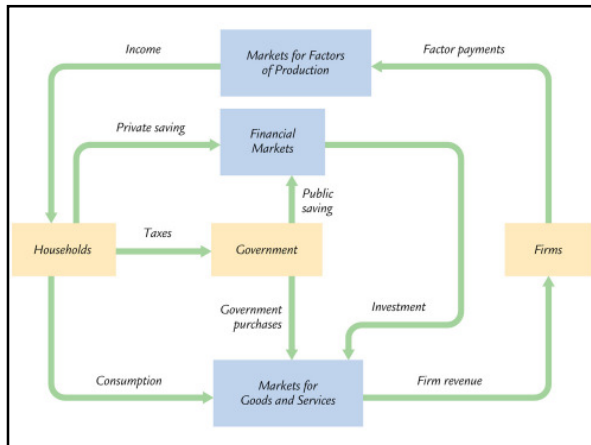 Income
Markets for Factors
of Production
Factor payments
Private saving
Financial
Markets
Public
saving
Households
Taxes
Government
Firms
Government
purchases
Investment
Consumption
Markets for
Goods and Services
Firm revenue